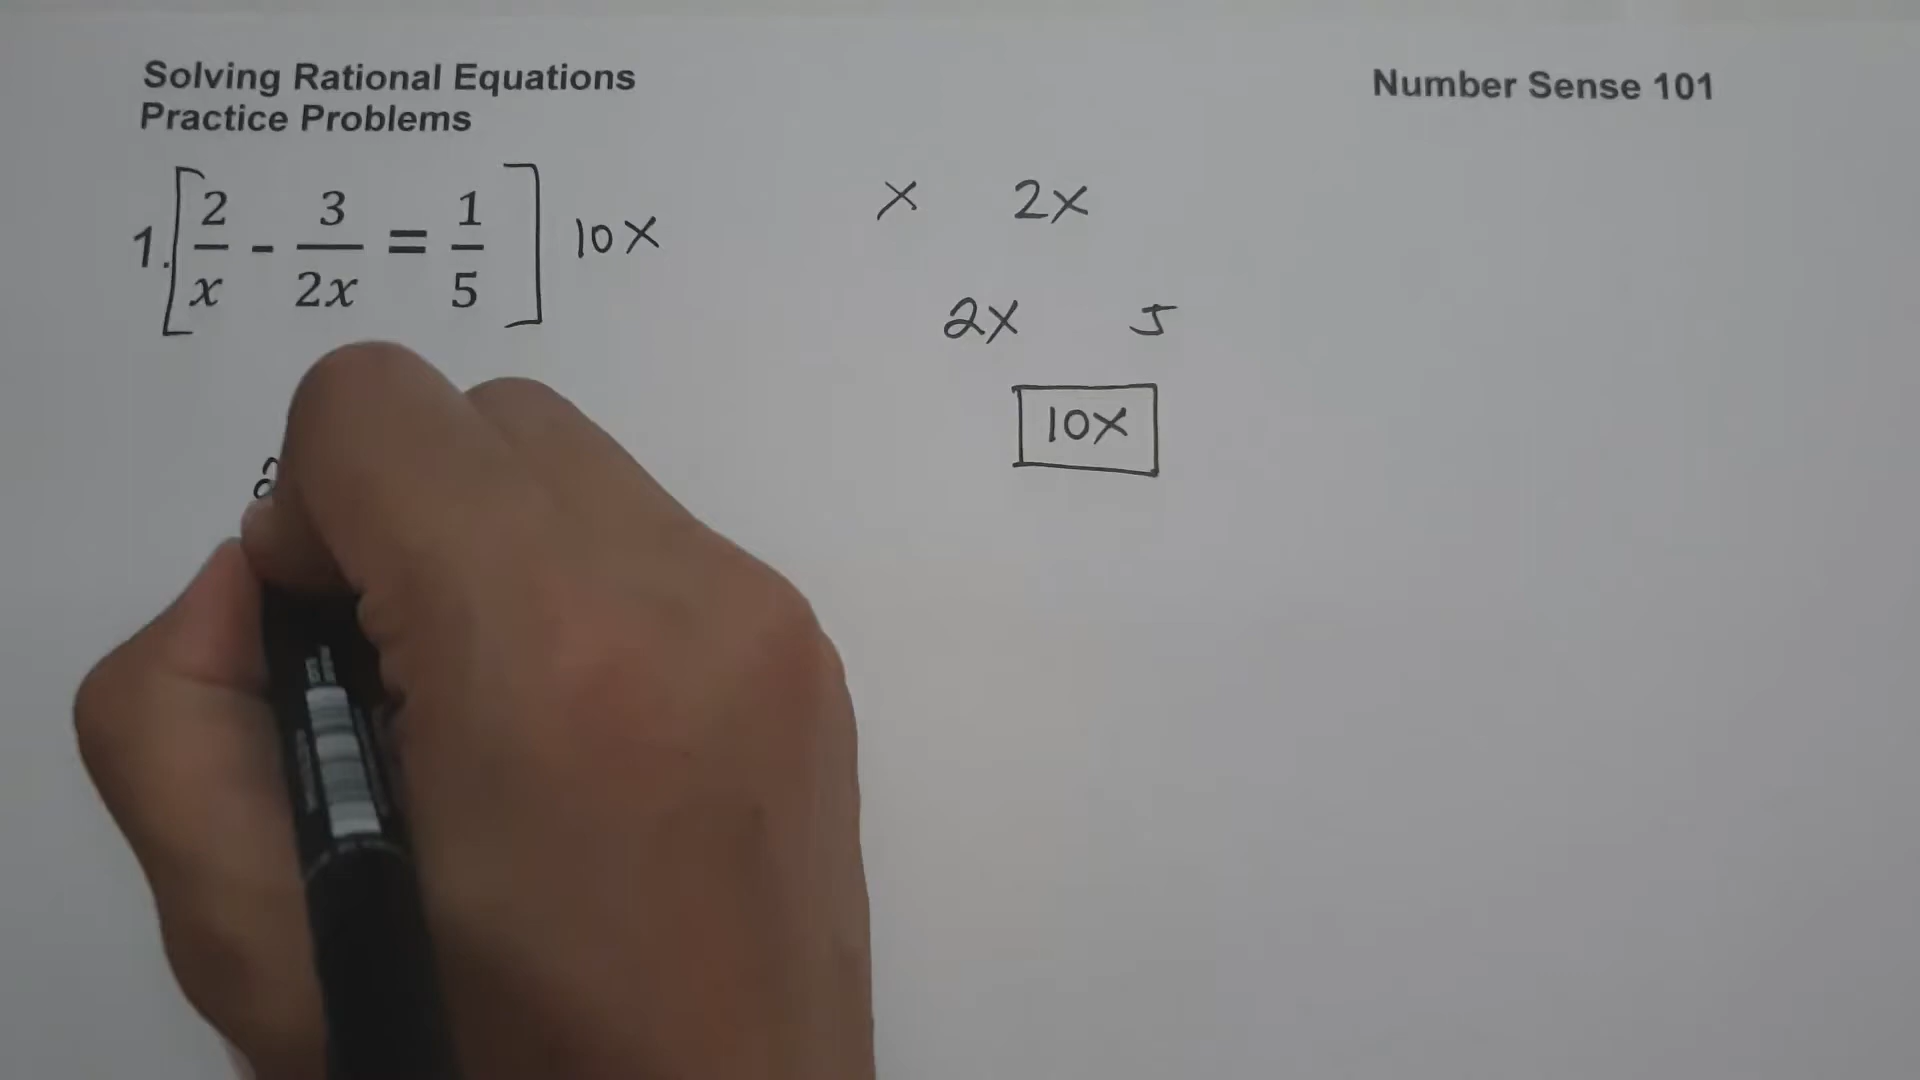 Solving Rational Equations
Practice Problems
Number Sense 101
1. [2/x - 3/2x = 1/5] 10x
x 2x
2x 5
10x
2